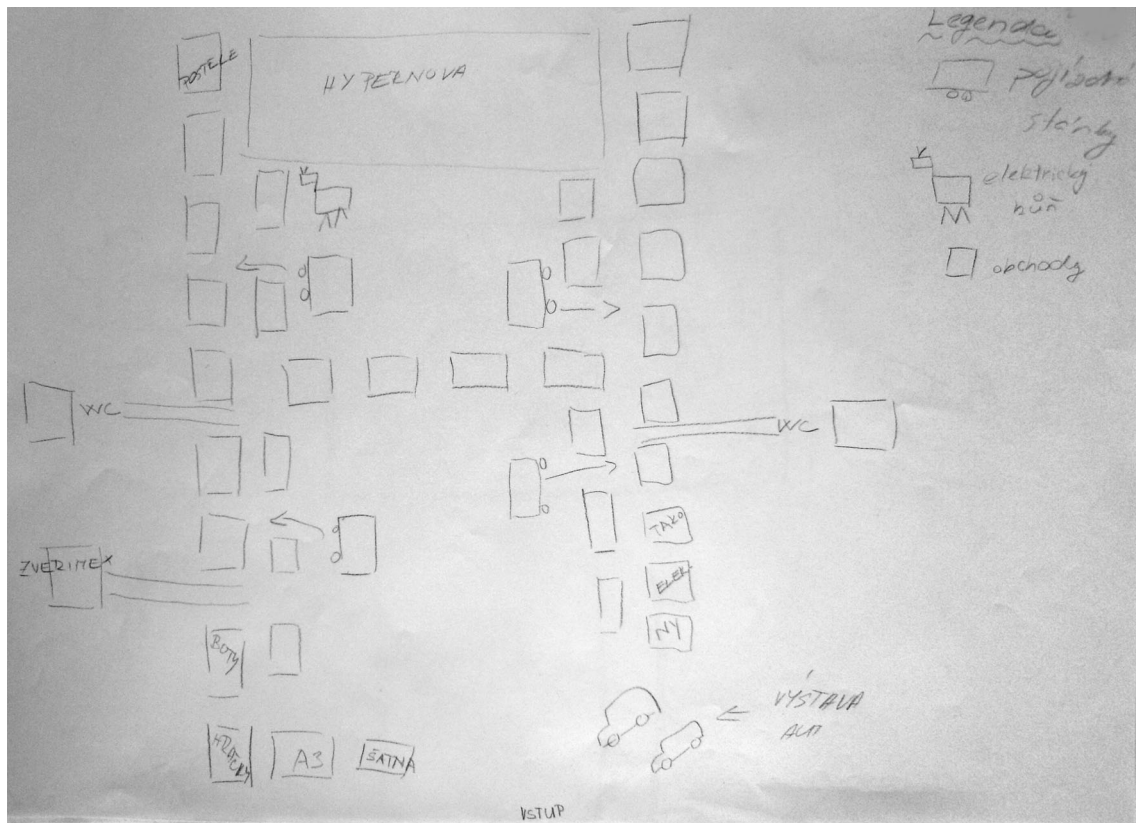 Legenda
pojízdné
stánky
elektrický
kůň
obchody
POSTELE
HYPERNOVA
WC
WC
ZVERIMEX
TAKO
ELEK
NY
BOTY
HRAČKY
A3
ŠATNA
VÝSTAVA
AUT
VSTUP